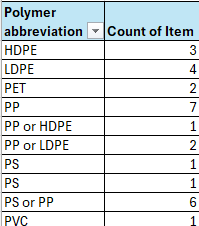 Polymer
abbreviation Count of Item
HDPE 3
LDPE 4
PET 2
PP 7
PP or HDPE 1
PP or LDPE 2
PS 1
PS 1
PS or PP 6
PVC 1